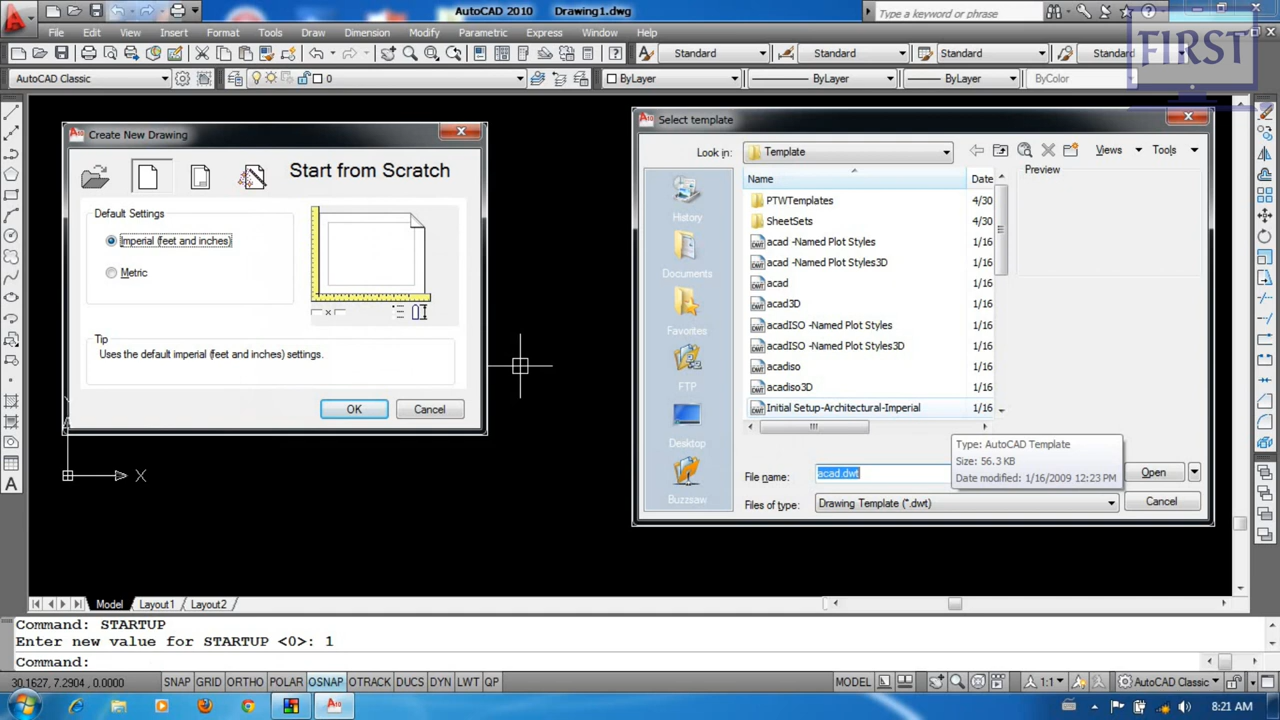 AutoCAD 2010 Drawing1.dwg
Type a keyword or phrase
File Edit View Insert Format Tools Draw Dimension Modify Parametric Express Window Help
FIRST
Standard Standard Standard Standard
AutoCAD Classic 0 ByLayer ByLayer ByLayer ByColor
Create New Drawing
Start from Scratch
Default Settings
Imperial (feet and inches)
Metric
Tip
Uses the default imperial (feet and inches) settings.
OK Cancel
Select template
Look in: Template Views Tools
Name Date
Preview
History
Documents
Favorites
FTP
Desktop
Buzzsaw
PTWTemplates 4/30
SheetSets 4/30
acad -Named Plot Styles 1/16
acad -Named Plot Styles3D 1/16
acad 1/16
acad3D 1/16
acadISO -Named Plot Styles 1/16
acadISO -Named Plot Styles3D 1/16
acadiso 1/16
acadiso3D 1/16
Initial Setup-Architectural-Imperial 1/16
Type: AutoCAD Template
Size: 56.3 KB
Date modified: 1/16/2009 12:23 PM
File name: acad.dwt Open
Files of type: Drawing Template (*.dwt) Cancel
X
Model Layout1 Layout2
Command: STARTUP
Enter new value for STARTUP <0>: 1
Command:
30.1627, 7.2904 , 0.0000 SNAP GRID ORTHO POLAR OSNAP OTRACK DUCS DYN LWT QP MODEL 1:1 AutoCAD Classic
8:21 AM